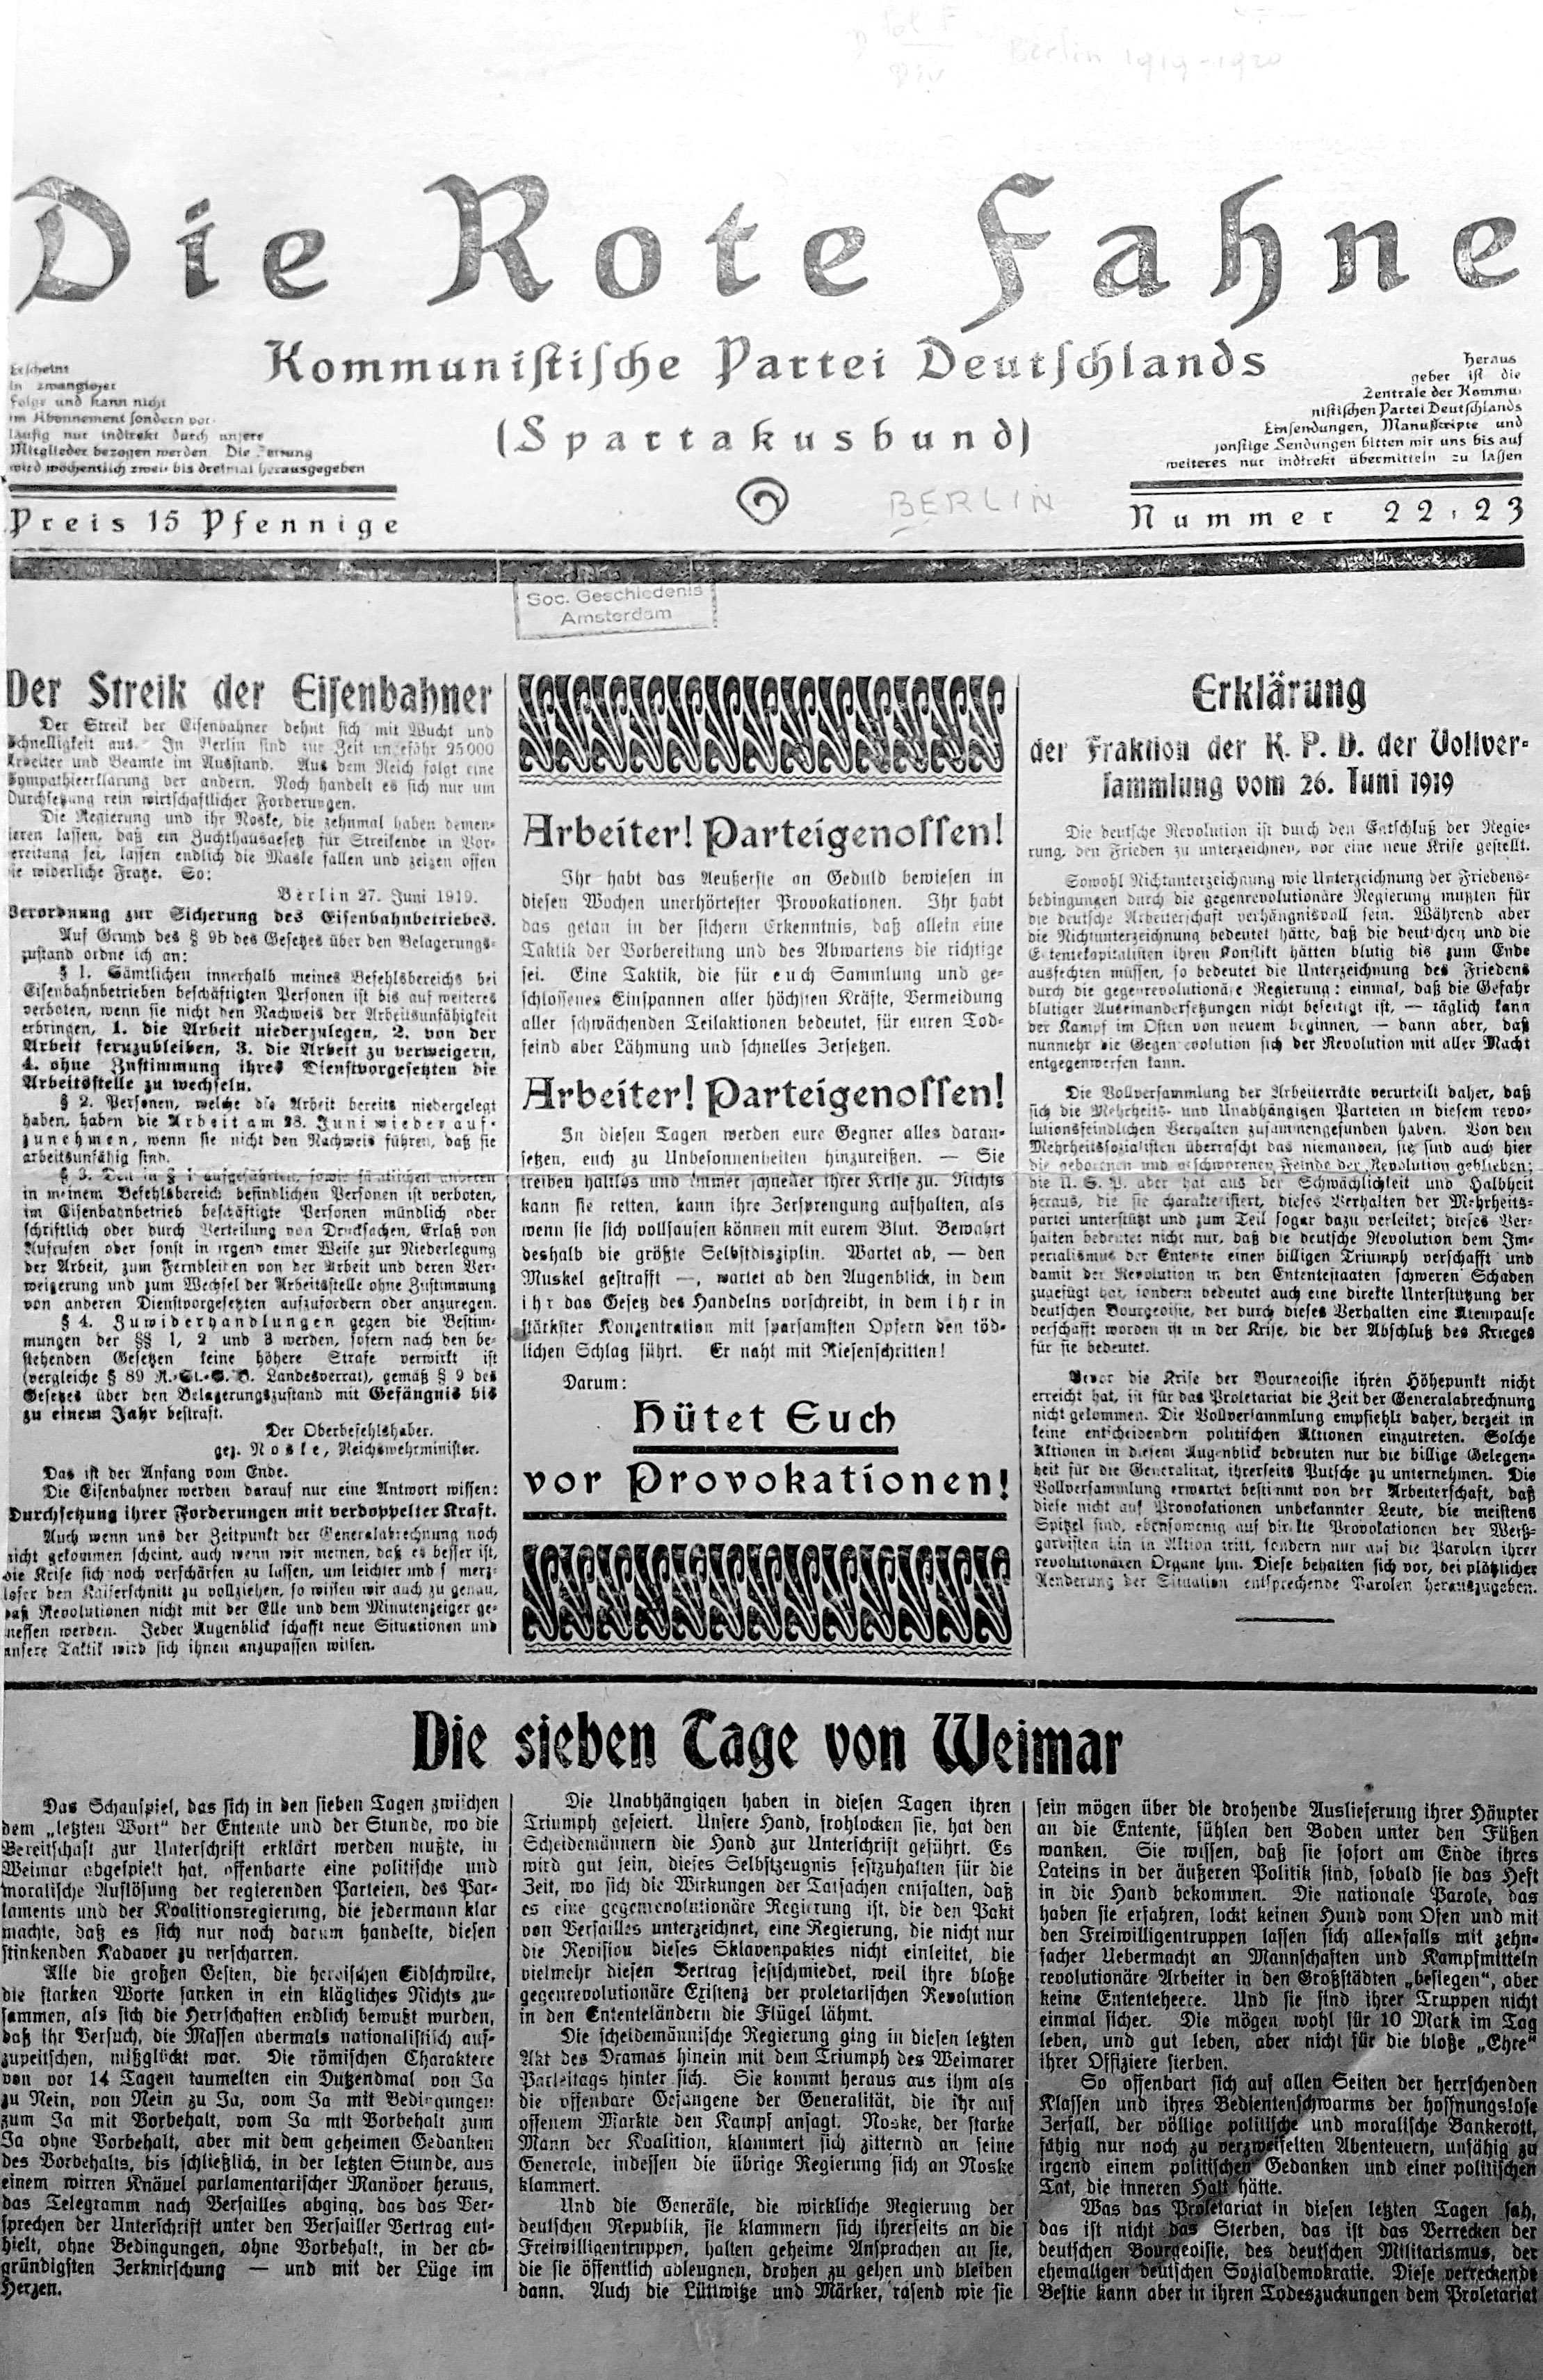 Berlin 1919-1920
Die Rote Fahne
Kommunistische Partei Deutschlands
(Spartakusbund)
Erscheint
in zwangloser
Folge und kann nicht
im Abonnement sondern vor-
läufig nur indirekt durch unsere
Mitglieder bezogen werden. Die Zeitung
wird wöchentlich zwei- bis dreimal herausgegeben
Heraus
geber ist die
Zentrale der Kommu-
nistischen Partei Deutschlands
Einsendungen, Manuskripte und
sonstige Sendungen bitten wir uns bis auf
weiteres nur indirekt übermitteln zu lassen
Preis 15 Pfennige
BERLIN
Nummer 22, 23
Soc. Geschiedenis
Amsterdam
Der Streik der Eisenbahner
Der Streik der Eisenbahner dehnt sich mit Wucht und
Schnelligkeit aus. In Berlin sind zur Zeit ungefähr 25000
Arbeiter und Beamte im Ausstand. Aus dem Reich folgt eine
Sympathieerklärung der andern. Noch handelt es sich nur um
Durchsetzung rein wirtschaftlicher Forderungen.
Die Regierung und ihr Noske, die zehnmal haben demen-
tieren lassen, daß ein Zuchthausgesetz für Streikende in Vor-
bereitung sei, lassen endlich die Maske fallen und zeigen offen
die widerliche Fratze. So:
Berlin 27. Juni 1919.
Verordnung zur Sicherung des Eisenbahnbetriebes.
Auf Grund des § 9b des Gesetzes über den Belagerungs-
zustand ordne ich an:
§ 1. Sämtlichen innerhalb meines Befehlsbereichs bei
Eisenbahnbetrieben beschäftigten Personen ist bis auf weiteres
verboten, wenn sie nicht den Nachweis der Arbeitsunfähigkeit
erbringen, 1. die Arbeit niederzulegen, 2. von der
Arbeit fernzubleiben, 3. die Arbeit zu verweigern,
4. ohne Zustimmung ihres Dienstvorgesetzten die
Arbeitsstelle zu wechseln.
§ 2. Personen, welche die Arbeit bereits niedergelegt
haben, haben die Arbeit am 28. Juni wieder auf-
zunehmen, wenn sie nicht den Nachweis führen, daß sie
arbeitsunfähig sind.
§ 3. Den in § 1 aufgeführten, sowie sämtlichen anderen
in meinem Befehlsbereich befindlichen Personen ist verboten,
im Eisenbahnbetrieb beschäftigte Personen mündlich oder
schriftlich oder durch Verteilung von Drucksachen, Erlaß von
Aufrufen oder sonst in irgend einer Weise zur Niederlegung
der Arbeit, zum Fernbleiben von der Arbeit und deren Ver-
weigerung und zum Wechsel der Arbeitsstelle ohne Zustimmung
von anderen Dienstvorgesetzten aufzufordern oder anzuregen.
§ 4. Zuwiderhandlungen gegen die Bestim-
mungen der §§ 1, 2 und 3 werden, sofern nach den be-
stehenden Gesetzen keine höhere Strafe verwirkt ist
(vergleiche § 89 R.-St.-G.-B. Landesverrat), gemäß § 9 des
Gesetzes über den Belagerungszustand mit Gefängnis bis
zu einem Jahr bestraft.
Der Oberbefehlshaber.
gez. Noske, Reichswehrminister.
Das ist der Anfang vom Ende.
Die Eisenbahner werden darauf nur eine Antwort wissen:
Durchsetzung ihrer Forderungen mit verdoppelter Kraft.
Auch wenn uns der Zeitpunkt der Generalabrechnung noch
nicht gekommen scheint, auch wenn wir meinen, daß es besser ist,
die Krise sich noch verschärfen zu lassen, um leichter und schmerz-
loser den Kaiserschnitt zu vollziehen, so wissen wir auch zu genau,
daß Revolutionen nicht mit der Elle und dem Minutenzeiger ge-
messen werden. Jeder Augenblick schafft neue Situationen und
unsere Taktik wird sich ihnen anzupassen wissen.
Arbeiter! Parteigenossen!
Ihr habt das Aeußerste an Geduld bewiesen in
diesen Wochen unerhörtester Provokationen. Ihr habt
das getan in der sichern Erkenntnis, daß allein eine
Taktik der Vorbereitung und des Abwartens die richtige
sei. Eine Taktik, die für euch Sammlung und ge-
schlossenes Einspannen aller höchsten Kräfte, Vermeidung
aller schwächenden Teilaktionen bedeutet, für euren Tod-
feind aber Lähmung und schnelles Zersetzen.
Arbeiter! Parteigenossen!
In diesen Tagen werden eure Gegner alles daran-
setzen, euch zu Unbesonnenheiten hinzureißen. — Sie
treiben haltlos und immer schneller ihrer Krise zu. Nichts
kann sie retten, kann ihre Zersprengung aufhalten, als
wenn sie sich vollsaufen können mit eurem Blut. Bewahrt
deshalb die größte Selbstdisziplin. Wartet ab, — den
Muskel gestrafft —, wartet ab den Augenblick, in dem
ihr das Gesetz des Handelns vorschreibt, in dem ihr in
stärkster Konzentration mit sparsamsten Opfern den töd-
lichen Schlag führt. Er naht mit Riesenschritten!
Darum:
Hütet Euch
vor Provokationen!
Erklärung
der Fraktion der K. P. D. der Vollver-
sammlung vom 26. Juni 1919
Die deutsche Revolution ist durch den Entschluß der Regie-
rung, den Frieden zu unterzeichnen, vor eine neue Krise gestellt.
Sowohl Nichtunterzeichnung wie Unterzeichnung der Friedens-
bedingungen durch die gegenrevolutionäre Regierung mußten für
die deutsche Arbeiterschaft verhängnisvoll sein. Während aber
die Nichtunterzeichnung bedeutet hätte, daß die deutschen und die
Ententekapitalisten ihren Konflikt hätten blutig bis zum Ende
ausfechten müssen, so bedeutet die Unterzeichnung des Friedens
durch die gegenrevolutionäre Regierung: einmal, daß die Gefahr
blutiger Auseinandersetzungen nicht beseitigt ist, — täglich kann
der Kampf im Osten von neuem beginnen, — dann aber, daß
nunmehr die Gegenrevolution sich der Revolution mit aller Macht
entgegenwerfen kann.
Die Vollversammlung der Arbeiterräte verurteilt daher, daß
sich die Mehrheits- und Unabhängigen Parteien in diesem revo-
lutionsfeindlichen Verhalten zusammengefunden haben. Von den
Mehrheitssozialisten überrascht das niemanden, sie sind auch hier
die geborenen und geschworenen Feinde der Revolution geblieben;
die U. S. P. aber hat aus der Schwächlichkeit und Halbheit
heraus, die sie charakterisiert, dieses Verhalten der Mehrheits-
partei unterstützt und zum Teil sogar dazu verleitet; dieses Ver-
halten bedeutet nicht nur, daß die deutsche Revolution dem Im-
perialismus der Entente einen billigen Triumph verschafft und
damit der Revolution in den Ententestaaten schweren Schaden
zugefügt hat, sondern bedeutet auch eine direkte Unterstützung der
deutschen Bourgeoisie, der durch dieses Verhalten eine Atempause
verschafft worden ist in der Krise, die der Abschluß des Krieges
für sie bedeutet.
Bevor die Krise der Bourgeoisie ihren Höhepunkt nicht
erreicht hat, ist für das Proletariat die Zeit der Generalabrechnung
nicht gekommen. Die Vollversammlung empfiehlt daher, derzeit in
keine entscheidenden politischen Aktionen einzutreten. Solche
Aktionen in diesem Augenblick bedeuten nur die billige Gelegen-
heit für die Generalität, ihrerseits Putsche zu unternehmen. Die
Vollversammlung erwartet bestimmt von der Arbeiterschaft, daß
diese nicht auf Provokationen unbekannter Leute, die meistens
Spitzel sind, ebensowenig auf direkte Provokationen der Weiß-
gardisten hin in Aktion tritt, sondern nur auf die Parolen ihrer
revolutionären Organe hin. Diese behalten sich vor, bei plötzlicher
Aenderung der Situation entsprechende Parolen herauszugeben.
Die sieben Tage von Weimar
Das Schauspiel, das sich in den sieben Tagen zwischen
dem „letzten Wort“ der Entente und der Stunde, wo die
Bereitschaft zur Unterschrift erklärt werden mußte, in
Weimar abgespielt hat, offenbarte eine politische und
moralische Auflösung der regierenden Parteien, des Par-
laments und der Koalitionsregierung, die jedermann klar
machte, daß es sich nur noch darum handelte, diesen
stinkenden Kadaver zu verscharren.
Alle die großen Gesten, die heroischen Eidschwüre,
die starken Worte sanken in ein klägliches Nichts zu-
sammen, als sich die Herrschaften endlich bewußt wurden,
daß ihr Versuch, die Massen abermals nationalistisch auf-
zupeitschen, mißglückt war. Die römischen Charaktere
von vor 14 Tagen taumelten ein Dutzendmal von Ja
zu Nein, von Nein zu Ja, vom Ja mit Bedingungen
zum Ja mit Vorbehalt, vom Ja mit Vorbehalt zum
Ja ohne Vorbehalt, aber mit dem geheimen Gedanken
des Vorbehalts, bis schließlich, in der letzten Stunde, aus
einem wirren Knäuel parlamentarischer Manöver heraus,
das Telegramm nach Versailles abging, das das Ver-
sprechen der Unterschrift unter den Versailler Vertrag ent-
hielt, ohne Bedingungen, ohne Vorbehalt, in der ab-
gründigsten Zerknirschung — und mit der Lüge im
Herzen.
Die Unabhängigen haben in diesen Tagen ihren
Triumph gefeiert. Unsere Hand, frohlocken sie, hat den
Scheidemännern die Hand zur Unterschrift geführt. Es
wird gut sein, dieses Selbstzeugnis festzuhalten für die
Zeit, wo sich die Wirkungen der Tatsachen entfalten, daß
es eine gegenrevolutionäre Regierung ist, die den Pakt
von Versailles unterzeichnet, eine Regierung, die nicht nur
die Revision dieses Sklavenpaktes nicht einleitet, die
vielmehr diesen Vertrag festschmiedet, weil ihre bloße
gegenrevolutionäre Existenz der proletarischen Revolution
in den Ententeländern die Flügel lähmt.
Die scheidemännische Regierung ging in diesen letzten
Akt des Dramas hinein mit dem Triumph des Weimarer
Parteitags hinter sich. Sie kommt heraus aus ihm als
die offenbare Gefangene der Generalität, die ihr auf
offenem Markte den Kampf ansagt. Noske, der starke
Mann der Koalition, klammert sich zitternd an seine
Generale, indessen die übrige Regierung sich an Noske
klammert.
Und die Generäle, die wirkliche Regierung der
deutschen Republik, sie klammern sich ihrerseits an die
Freiwilligentruppen, halten geheime Ansprachen an sie,
die sie öffentlich ableugnen, drohen zu gehen und bleiben
dann. Auch die Lüttwitze und Märker, rasend wie sie
sein mögen über die drohende Auslieferung ihrer Häupter
an die Entente, fühlen den Boden unter den Füßen
wanken. Sie wissen, daß sie sofort am Ende ihres
Lateins in der äußeren Politik sind, sobald sie das Heft
in die Hand bekommen. Die nationale Parole, das
haben sie erfahren, lockt keinen Hund vom Ofen und mit
den Freiwilligentruppen lassen sich allenfalls mit zehn-
facher Uebermacht an Mannschaften und Kampfmitteln
revolutionäre Arbeiter in den Großstädten „besiegen“, aber
keine Ententeheere. Und sie sind ihrer Truppen nicht
einmal sicher. Die mögen wohl für 10 Mark im Tag
leben, und gut leben, aber nicht für die bloße „Ehre“
ihrer Offiziere sterben.
So offenbart sich auf allen Seiten der herrschenden
Klassen und ihres Bedientenschwarms der hoffnungslose
Zerfall, der völlige politische und moralische Bankerott,
fähig nur noch zu verzweifelten Abenteuern, unfähig zu
irgend einem politischen Gedanken und einer politischen
Tat, die inneren Halt hätte.
Was das Proletariat in diesen letzten Tagen sah,
das ist nicht das Sterben, das ist das Verrecken der
deutschen Bourgeoisie, des deutschen Militarismus, der
ehemaligen deutschen Sozialdemokratie. Diese verreckende
Bestie kann aber in ihren Todeszuckungen dem Proletariat